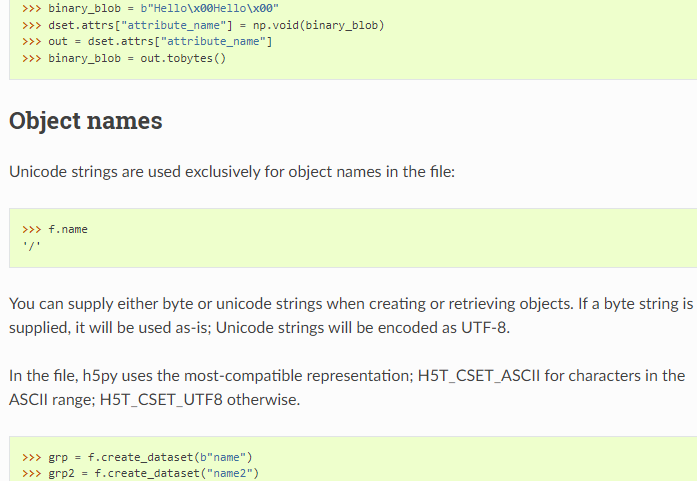 >>> binary_blob = b"Hello\x00Hello\x00"
>>> dset.attrs["attribute_name"] = np.void(binary_blob)
>>> out = dset.attrs["attribute_name"]
>>> binary_blob = out.tobytes()
Object names
Unicode strings are used exclusively for object names in the file:
>>> f.name
'/'
You can supply either byte or unicode strings when creating or retrieving objects. If a byte string is
supplied, it will be used as-is; Unicode strings will be encoded as UTF-8.
In the file, h5py uses the most-compatible representation; H5T_CSET_ASCII for characters in the
ASCII range; H5T_CSET_UTF8 otherwise.
>>> grp = f.create_dataset(b"name")
>>> grp2 = f.create_dataset("name2")